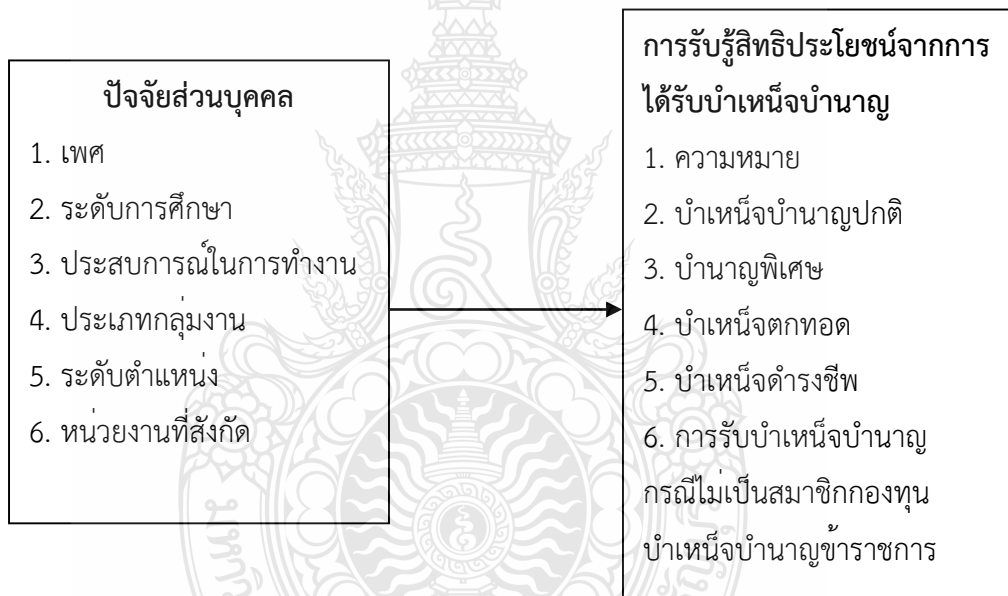 ปัจจัยส่วนบุคคล
1. เพศ
2. ระดับการศึกษา
3. ประสบการณ์ในการทำงาน
4. ประเภทกลุ่มงาน
5. ระดับตำแหน่ง
6. หน่วยงานที่สังกัด
การรับรู้สิทธิประโยชน์จากการ
ได้รับบำเหน็จบำนาญ
1. ความหมาย
2. บำเหน็จบำนาญปกติ
3. บำนาญพิเศษ
4. บำเหน็จตกทอด
5. บำเหน็จดำรงชีพ
6. การรับบำเหน็จบำนาญ
กรณีไม่เป็นสมาชิกกองทุน
บำเหน็จบำนาญข้าราชการ